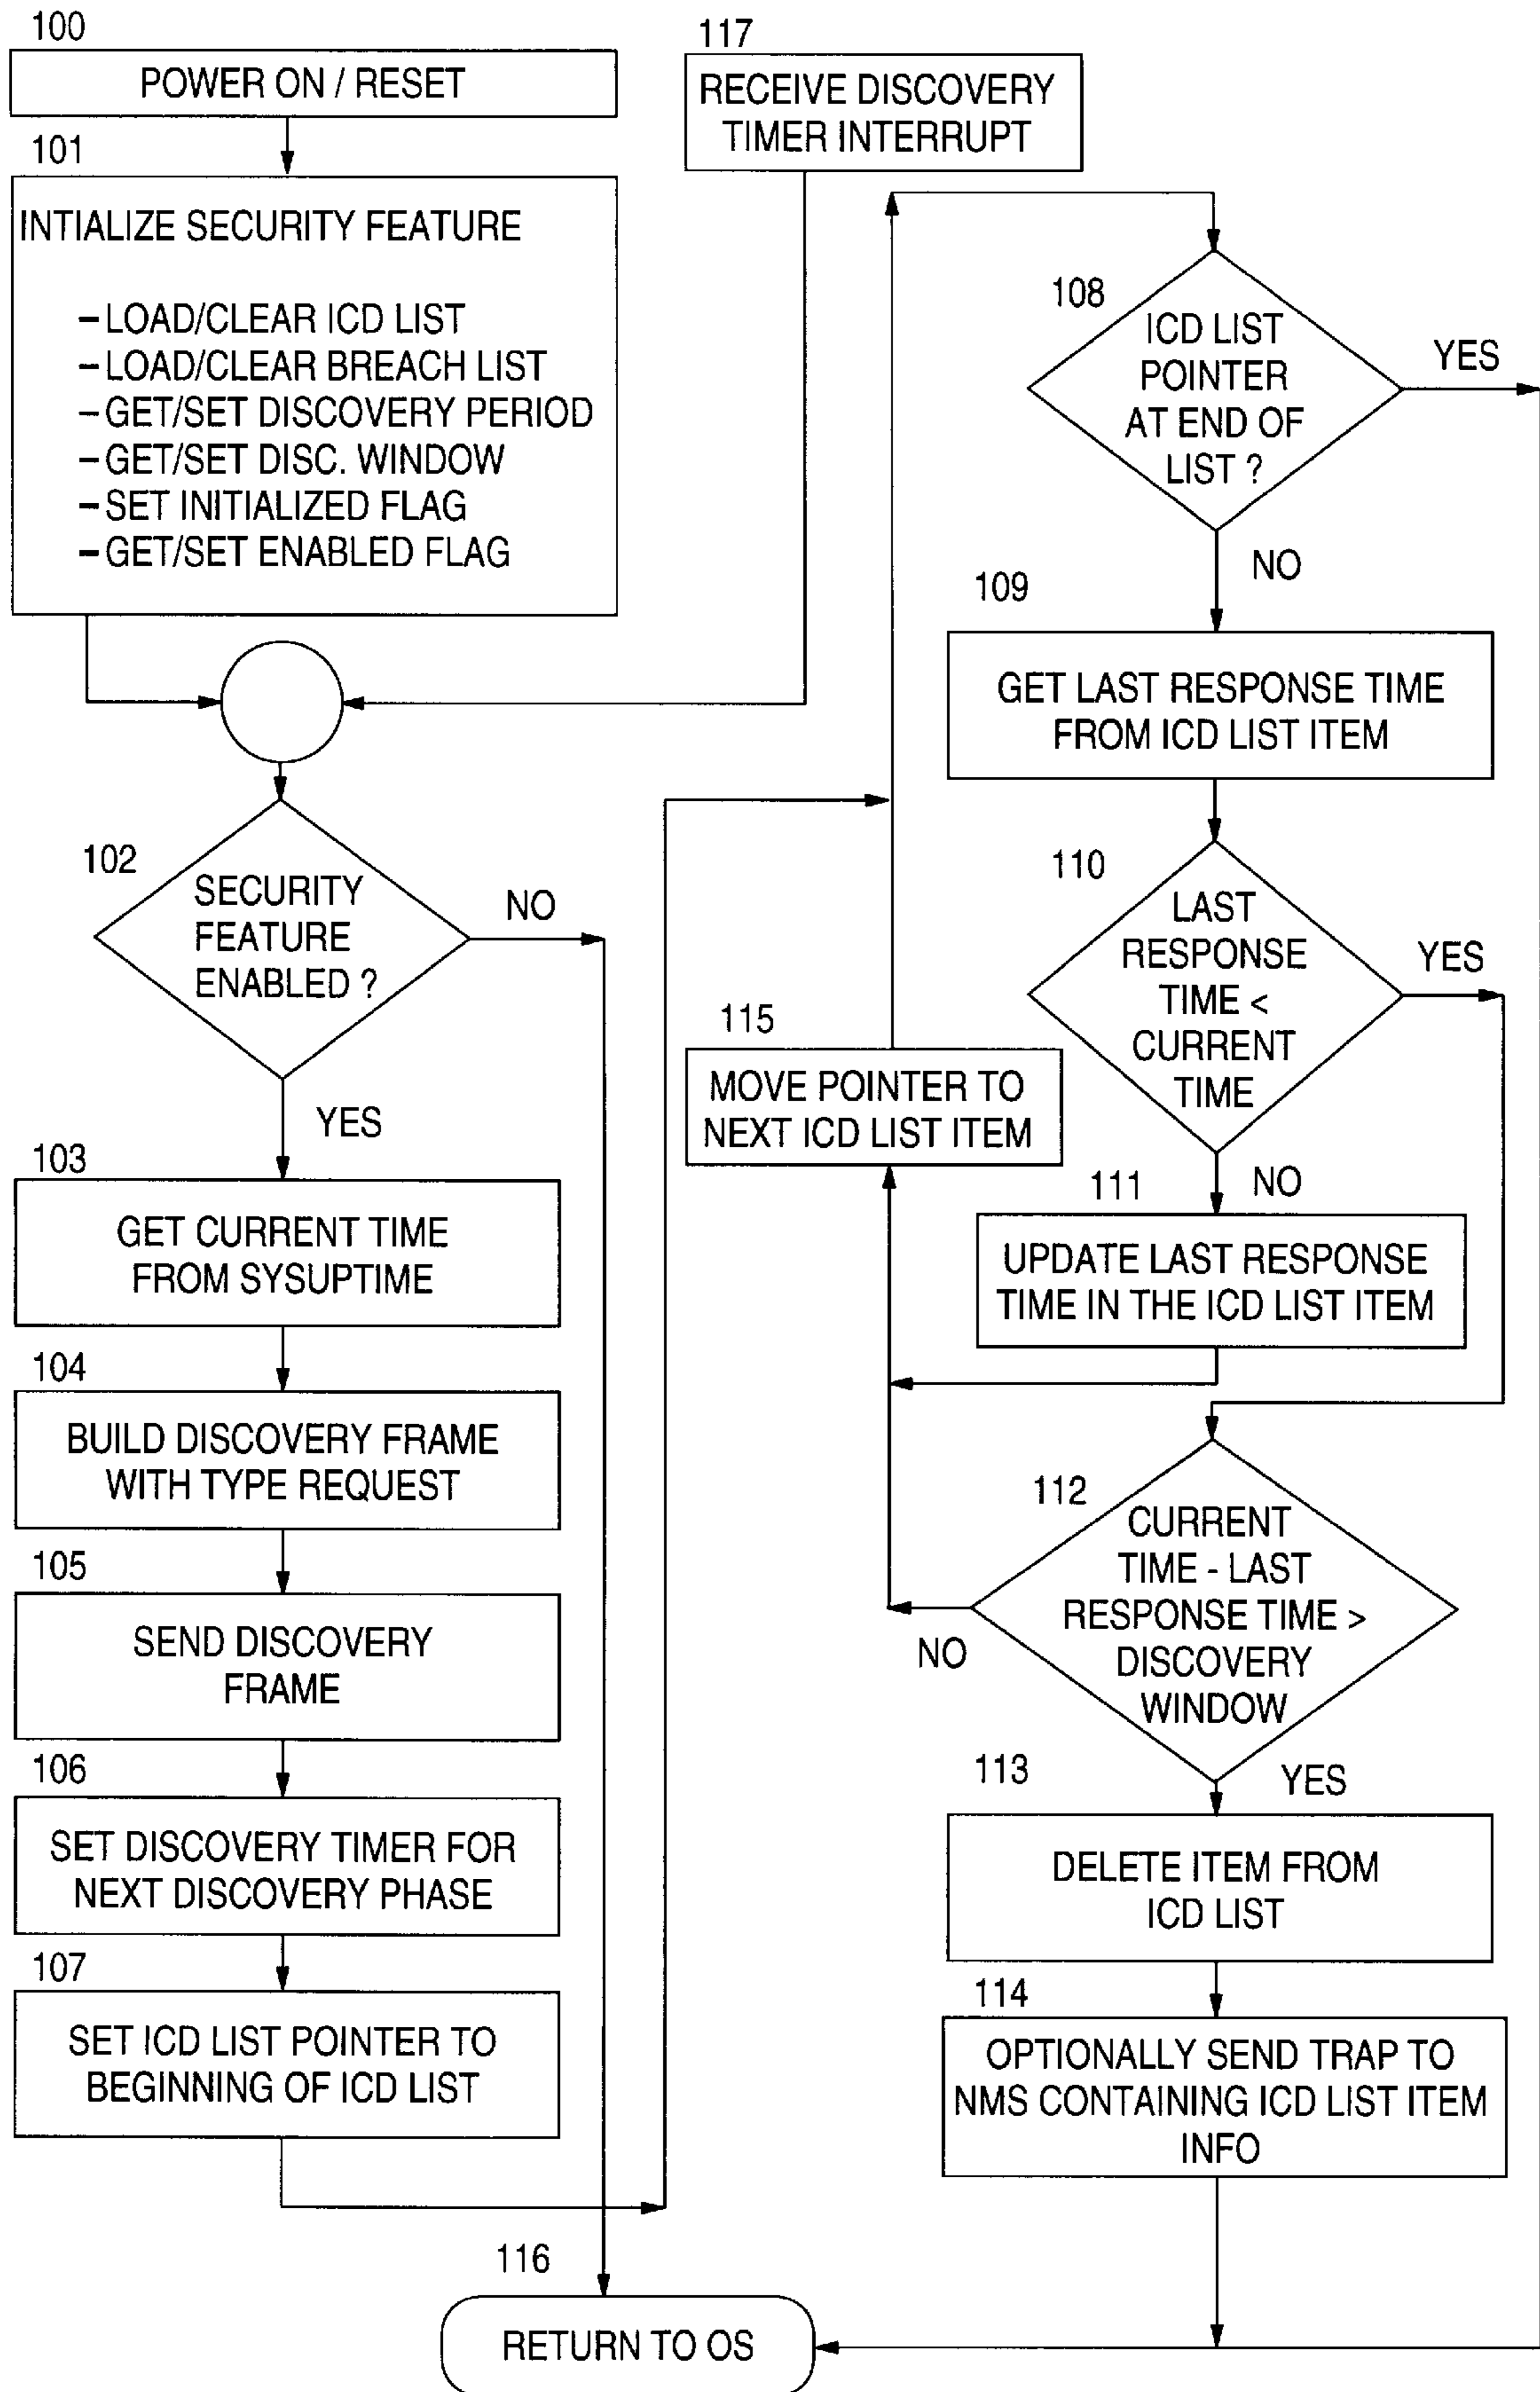 100
POWER ON / RESET
101
INTIALIZE SECURITY FEATURE
-LOAD/CLEAR ICD LIST
-LOAD/CLEAR BREACH LIST
-GET/SET DISCOVERY PERIOD
-GET/SET DISC. WINDOW
-SET INITIALIZED FLAG
-GET/SET ENABLED FLAG
102
SECURITY
FEATURE
ENABLED ?
NO
YES
103
GET CURRENT TIME
FROM SYSUPTIME
104
BUILD DISCOVERY FRAME
WITH TYPE REQUEST
105
SEND DISCOVERY
FRAME
106
SET DISCOVERY TIMER FOR
NEXT DISCOVERY PHASE
107
SET ICD LIST POINTER TO
BEGINNING OF ICD LIST
117
RECEIVE DISCOVERY
TIMER INTERRUPT
108
ICD LIST
POINTER
AT END OF
LIST ?
YES
NO
109
GET LAST RESPONSE TIME
FROM ICD LIST ITEM
110
LAST
RESPONSE
TIME <
CURRENT
TIME
YES
NO
115
MOVE POINTER TO
NEXT ICD LIST ITEM
111
UPDATE LAST RESPONSE
TIME IN THE ICD LIST ITEM
112
CURRENT
TIME - LAST
RESPONSE TIME >
DISCOVERY
WINDOW
NO
YES
113
DELETE ITEM FROM
ICD LIST
114
OPTIONALLY SEND TRAP TO
NMS CONTAINING ICD LIST ITEM
INFO
116
RETURN TO OS